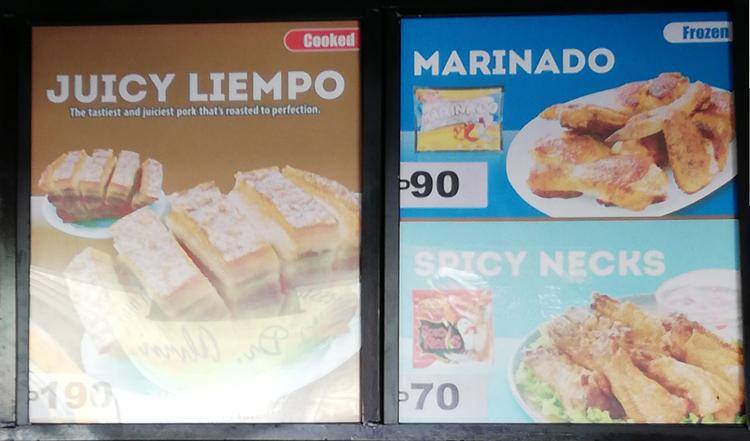 Cooked
JUICY LIEMPO
The tastiest and juiciest pork that's roasted to perfection.
₱190
Frozen
MARINADO
MARINADO
₱90
SPICY NECKS
₱70